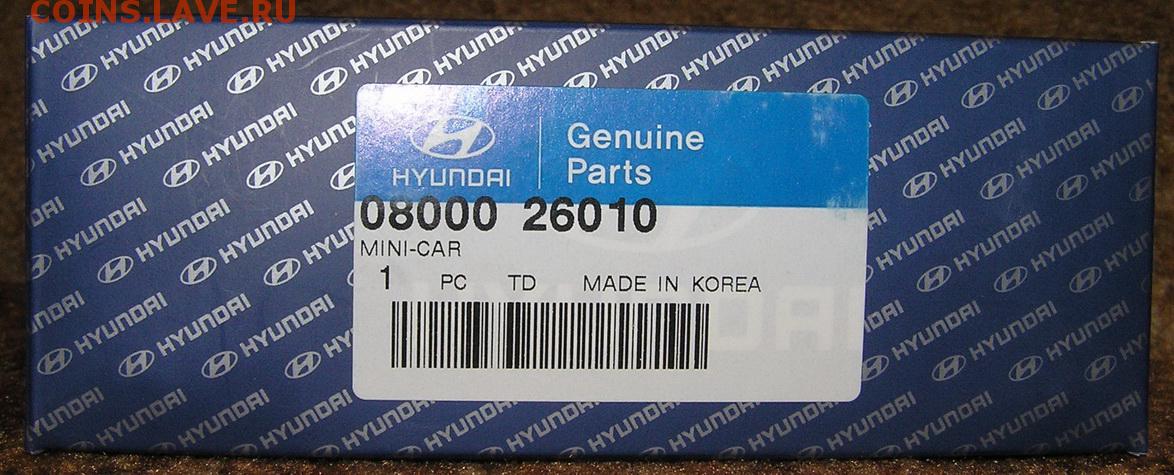 COINS.LAVE.RU
HYUNDAI
Genuine
Parts
08000 26010
MINI-CAR
1 PC TD MADE IN KOREA